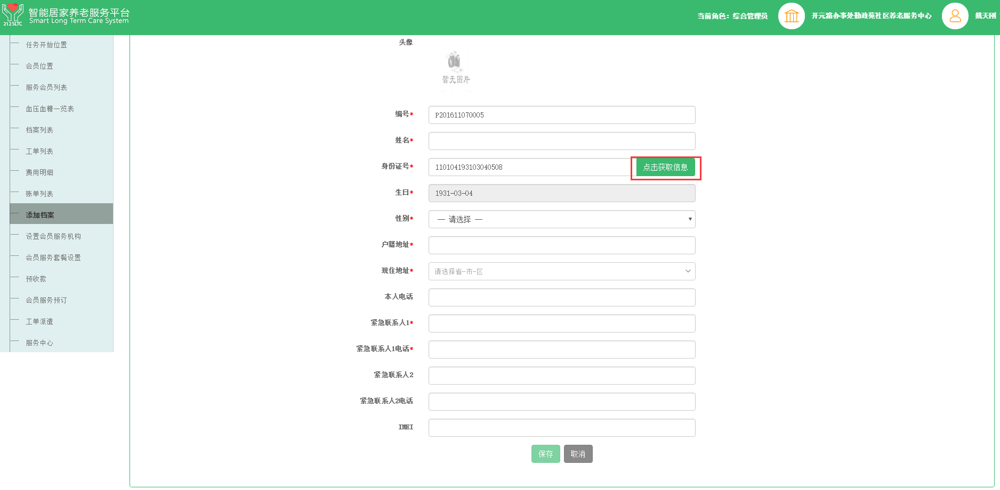 智能居家养老服务平台
Smart Long Term Care System
212SLTC
当前角色：综合管理员
开元路办事处勤政苑社区养老服务中心
姚天刚
任务开始位置
会员位置
服务会员列表
血压血糖一览表
档案列表
工单列表
费用明细
账单列表
添加档案
设置会员服务机构
会员服务套餐设置
预收款
会员服务预订
工单派遣
服务中心
头像
暂无图片
编号* P201611070005
姓名*
身份证号* 110104193103040508 点击获取信息
生日* 1931-03-04
性别* — 请选择 —
户籍地址*
现住地址* 请选择省-市-区
本人电话
紧急联系人1*
紧急联系人1电话*
紧急联系人2
紧急联系人2电话
IMEI
保存 取消